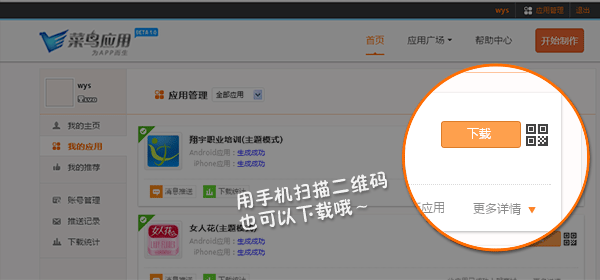 wys 应用管理 退出
菜鸟应用 BETA 1.0
为APP而生
首页 应用广场 帮助中心 开始制作
wys
应用管理 全部应用
我的主页
我的应用
我的推荐
账号管理
推送记录
下载统计
翔宇职业培训(主题模式)
Android应用：生成成功
iPhone应用：生成成功
消息推送 下载统计
女人花(主题模式)
Android应用：生成成功
iPhone应用：生成成功
用手机扫描二维码
也可以下载哦～
下载
应用 更多详情